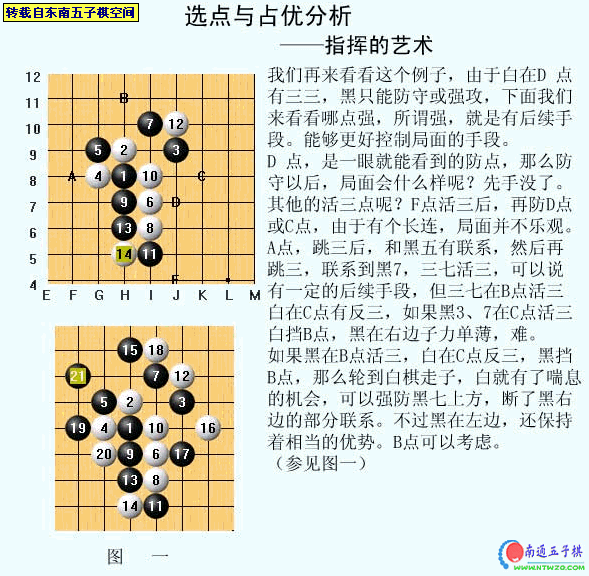 转载自东南五子棋空间
选点与占优分析
——指挥的艺术
我们再来看看这个例子，由于白在D 点
有三三，黑只能防守或强攻，下面我们
来看看哪点强，所谓强，就是有后续手
段。能够更好控制局面的手段。
D 点，是一眼就能看到的防点，那么防
守以后，局面会什么样呢？先手没了。
其他的活三点呢？F点活三后，再防D点
或C点，由于有个长连，局面并不乐观。
A点，跳三后，和黑五有联系，然后再
跳三，联系到黑7，三七活三，可以说
有一定的后续手段，但三七在B点活三
白在C点有反三，如果黑3、7在C点活三
白挡B点，黑在右边子力单薄，难。
如果黑在B点活三，白在C点反三，黑挡
B点，那么轮到白棋走子，白就有了喘息
的机会，可以强防黑七上方，断了黑右
边的部分联系。不过黑在左边，还保持
着相当的优势。B点可以考虑。
（参见图一）
12
11 B
10 7 12
9 5 2 3
8 A 4 1 10 C
7 9 6 D
6 13 8
5 14 11
4 F
E F G H I J K L M
15 18
21 7 12
5 2 3
19 4 1 10 16
20 9 6 17
13 8
14 11
图 一
南通五子棋
WWW.NTWZQ.COM